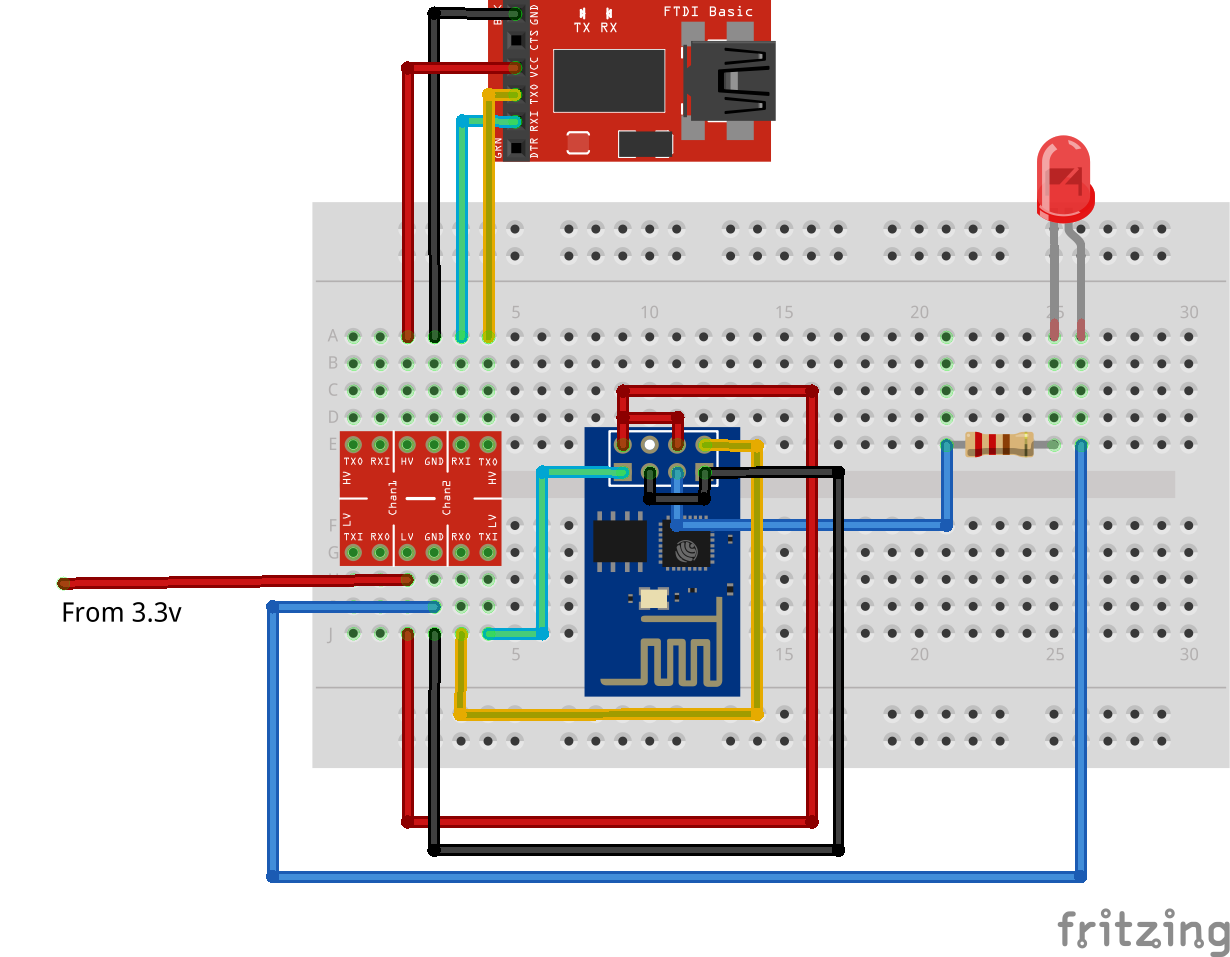 FTDI Basic
TX RX
GND
CTS
VCC
TXO
RXI
DTR
GRN
5 10 15 20 25 30
A
B
C
D
E
TXO RXI HV GND RXI TXO
HV Chan1 Chan2 HV
LV LV
TXI RXO LV GND RXO TXI
F
G
J
5 15 20 25 30
From 3.3v
fritzing